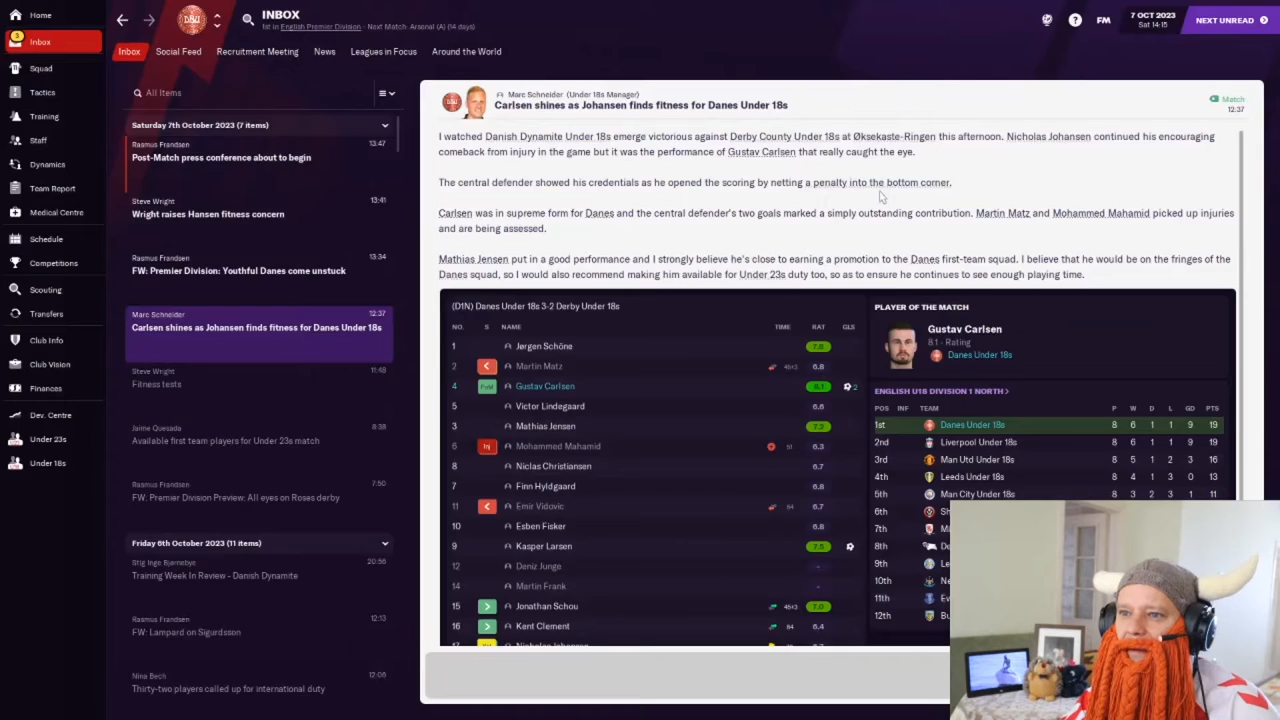 Home
INBOX
1st in English Premier Division - Next Match: Arsenal (A) (14 days)
FM
7 OCT 2023
Sat 14:15
NEXT UNREAD
3
Inbox
Squad
Tactics
Training
Staff
Dynamics
Team Report
Medical Centre
Schedule
Competitions
Scouting
Transfers
Club Info
Club Vision
Finances
Dev. Centre
Under 23s
Under 18s
Inbox Social Feed Recruitment Meeting News Leagues in Focus Around the World
All Items
Saturday 7th October 2023 (7 items)
Rasmus Frandsen 13:47
Post-Match press conference about to begin
Steve Wright 13:41
Wright raises Hansen fitness concern
Rasmus Frandsen 13:34
FW: Premier Division: Youthful Danes come unstuck
Marc Schneider 12:37
Carlsen shines as Johansen finds fitness for Danes Under 18s
Steve Wright 11:48
Fitness tests
Jaime Quesada 8:38
Available first team players for Under 23s match
Rasmus Frandsen 7:50
FW: Premier Division Preview: All eyes on Roses derby
Friday 6th October 2023 (11 items)
Stig Inge Bjørnebye 20:56
Training Week In Review - Danish Dynamite
Rasmus Frandsen 12:13
FW: Lampard on Sigurdsson
Nina Bech 12:06
Thirty-two players called up for international duty
Marc Schneider (Under 18s Manager)
Carlsen shines as Johansen finds fitness for Danes Under 18s
Match
12:37
I watched Danish Dynamite Under 18s emerge victorious against Derby County Under 18s at Øksekaste-Ringen this afternoon. Nicholas Johansen continued his encouraging
comeback from injury in the game but it was the performance of Gustav Carlsen that really caught the eye.
The central defender showed his credentials as he opened the scoring by netting a penalty into the bottom corner.
Carlsen was in supreme form for Danes and the central defender's two goals marked a simply outstanding contribution. Martin Matz and Mohammed Mahamid picked up injuries
and are being assessed.
Mathias Jensen put in a good performance and I strongly believe he's close to earning a promotion to the Danes first-team squad. I believe that he would be on the fringes of the
Danes squad, so I would also recommend making him available for Under 23s duty too, so as to ensure he continues to see enough playing time.
(D1N) Danes Under 18s 3-2 Derby Under 18s
NO. S NAME TIME RAT GLS
1 Jørgen Schöne 7.8
2 Martin Matz 45+3 6.8
4 PoM Gustav Carlsen 8.1 2
5 Victor Lindegaard 6.6
3 Mathias Jensen 7.2
6 Inj Mohammed Mahamid 6.3
8 Niclas Christiansen 6.7
7 Finn Hyldgaard 6.8
11 Emir Vidovic 6.7
10 Esben Fisker 6.8
9 Kasper Larsen 7.5
12 Deniz Junge -
14 Martin Frank -
15 Jonathan Schou 45+3 7.0
16 Kent Clement 6.4
PLAYER OF THE MATCH
Gustav Carlsen
8.1 - Rating
Danes Under 18s
ENGLISH U18 DIVISION 1 NORTH >
POS INF TEAM P W D L GD PTS
1st Danes Under 18s 8 6 1 1 9 19
2nd Liverpool Under 18s 8 6 1 1 9 19
3rd Man Utd Under 18s 8 5 1 2 3 16
4th Leeds Under 18s 8 4 1 3 0 13
5th Man City Under 18s 8 3 2 3 1 11
6th Sh
7th M
8th De
9th Le
10th Ne
11th Ev
12th Bu